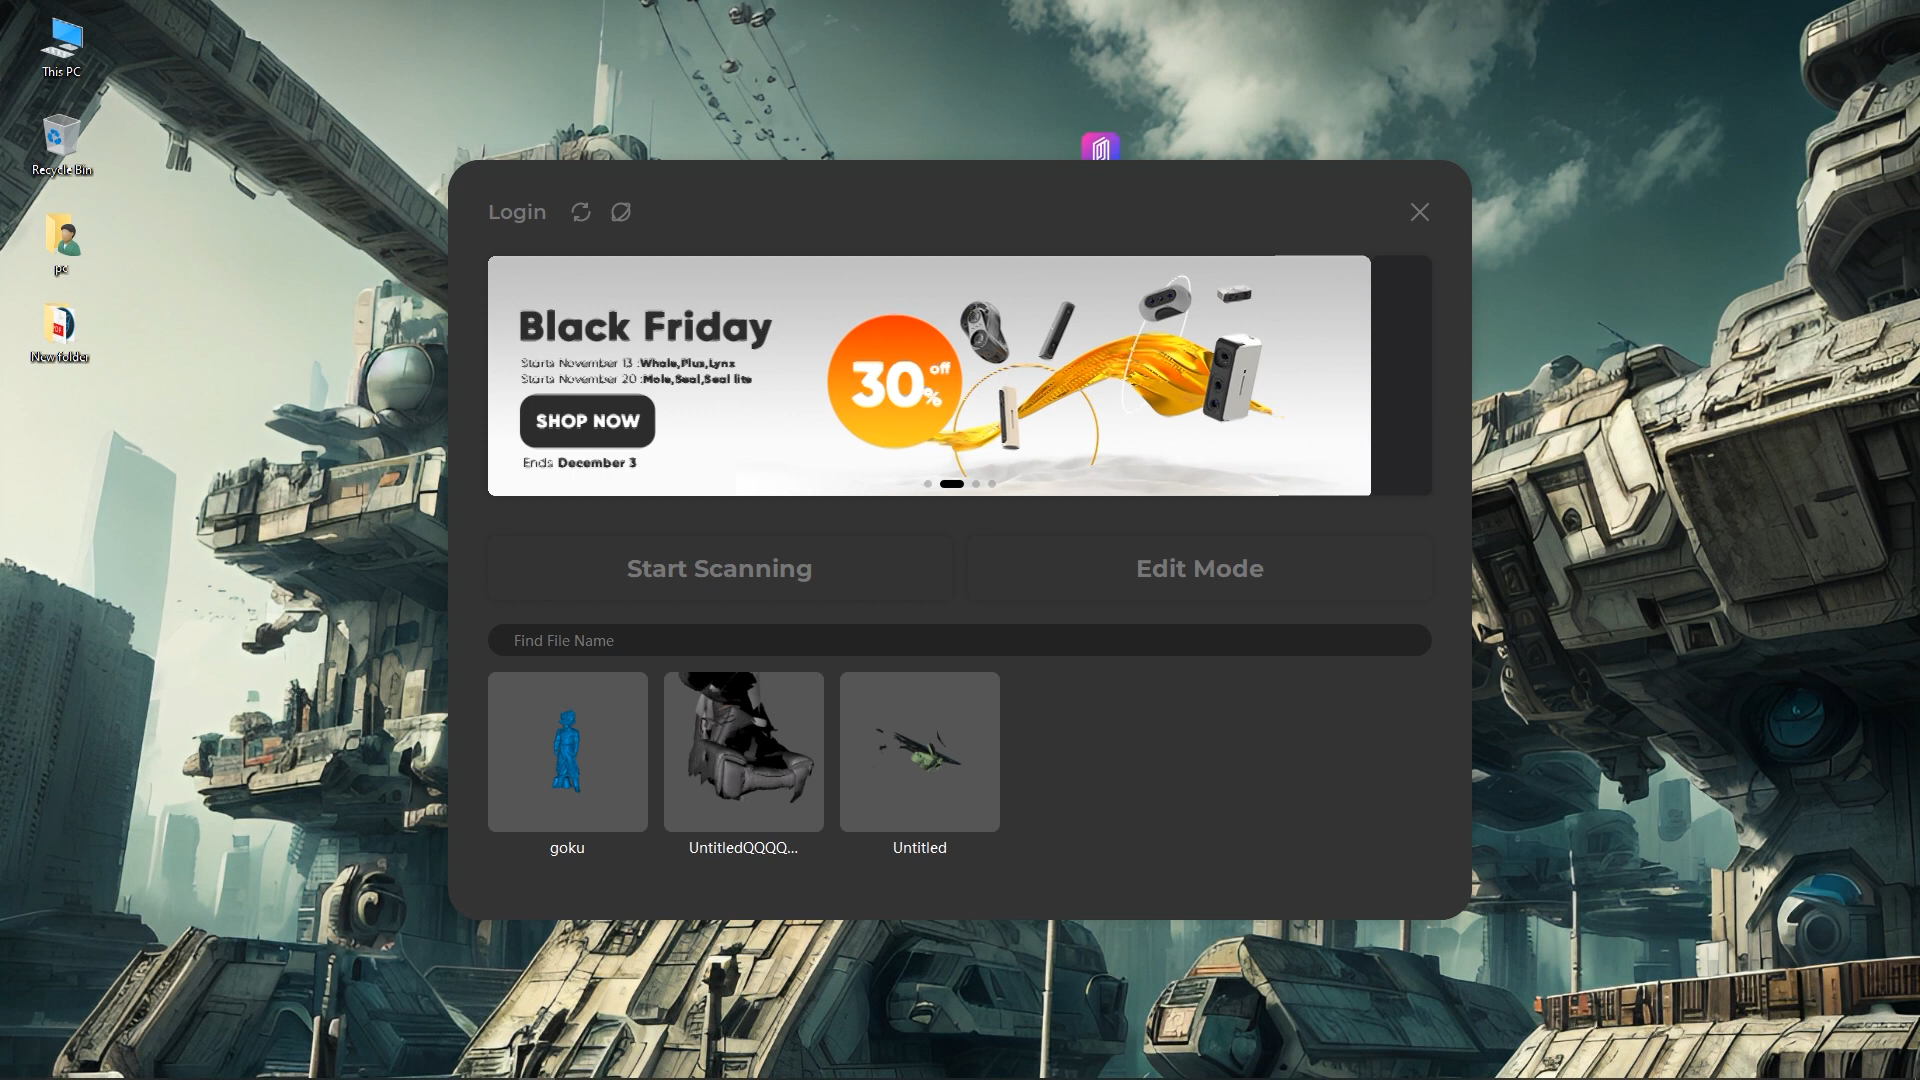 This PC
Recycle Bin
pc
New folder
Login
Black Friday
Starts November 13 :Whale,Plus,Lynx
Starts November 20 :Mole,Seal,Seal lite
30% off
SHOP NOW
Ends December 3
Start Scanning
Edit Mode
Find File Name
goku
UntitledQQQQ...
Untitled